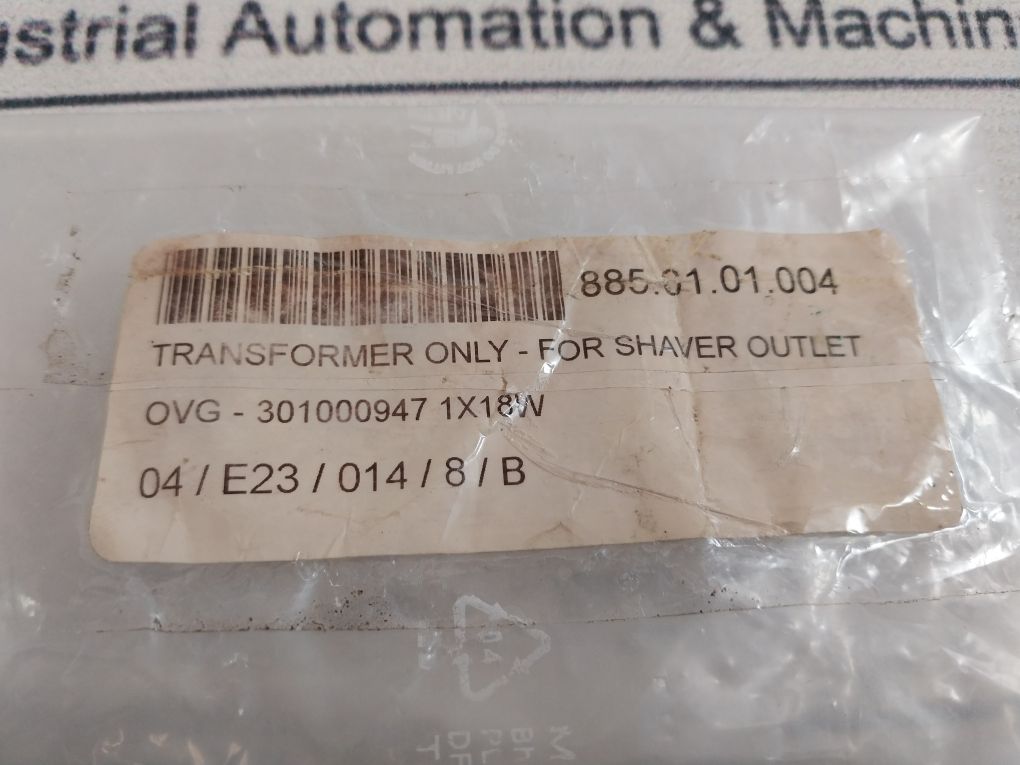 strial Automation & Machin
885.01.01.004
TRANSFORMER ONLY - FOR SHAVER OUTLET
OVG - 301000947 1X18W
04 / E23 / 014 / 8 / B
04